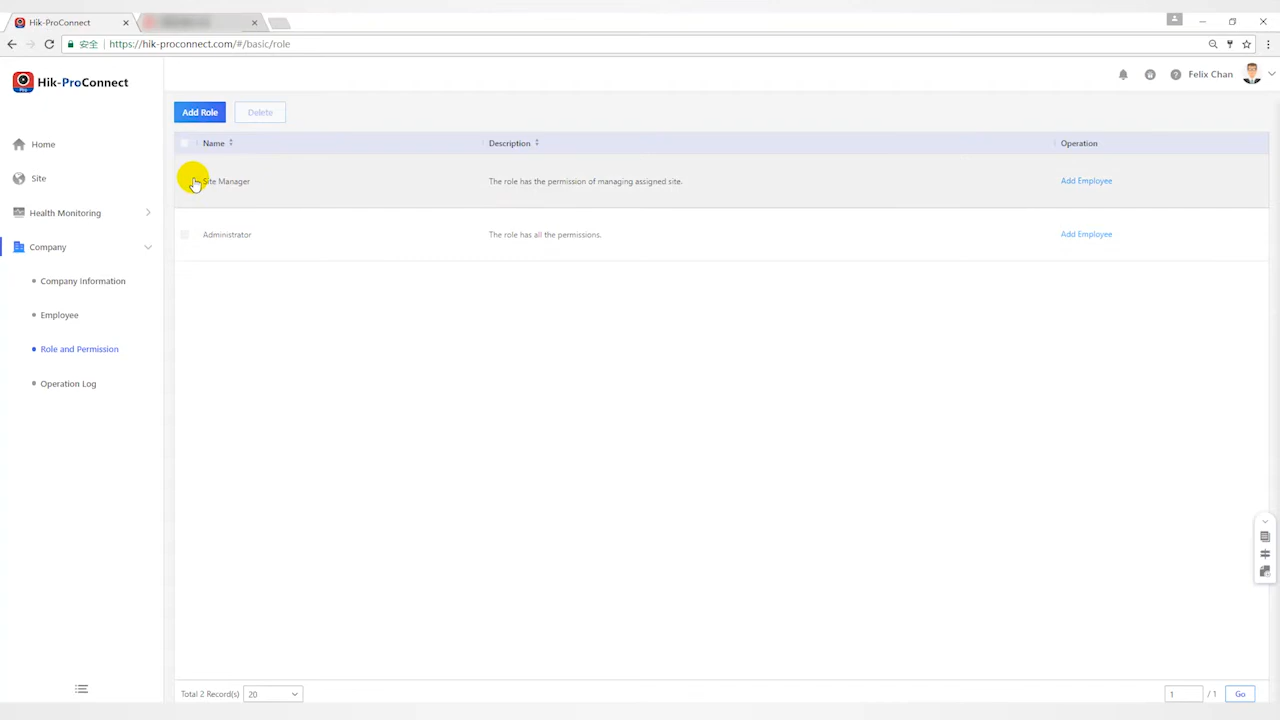 Hik-ProConnect
安全 https://hik-proconnect.com/#/basic/role
Pro
Hik-ProConnect
Felix Chan
Home
Site
Health Monitoring
Company
Company Information
Employee
Role and Permission
Operation Log
Add Role Delete
Name Description Operation
Site Manager The role has the permission of managing assigned site. Add Employee
Administrator The role has all the permissions. Add Employee
Total 2 Record(s) 20 1 / 1 Go